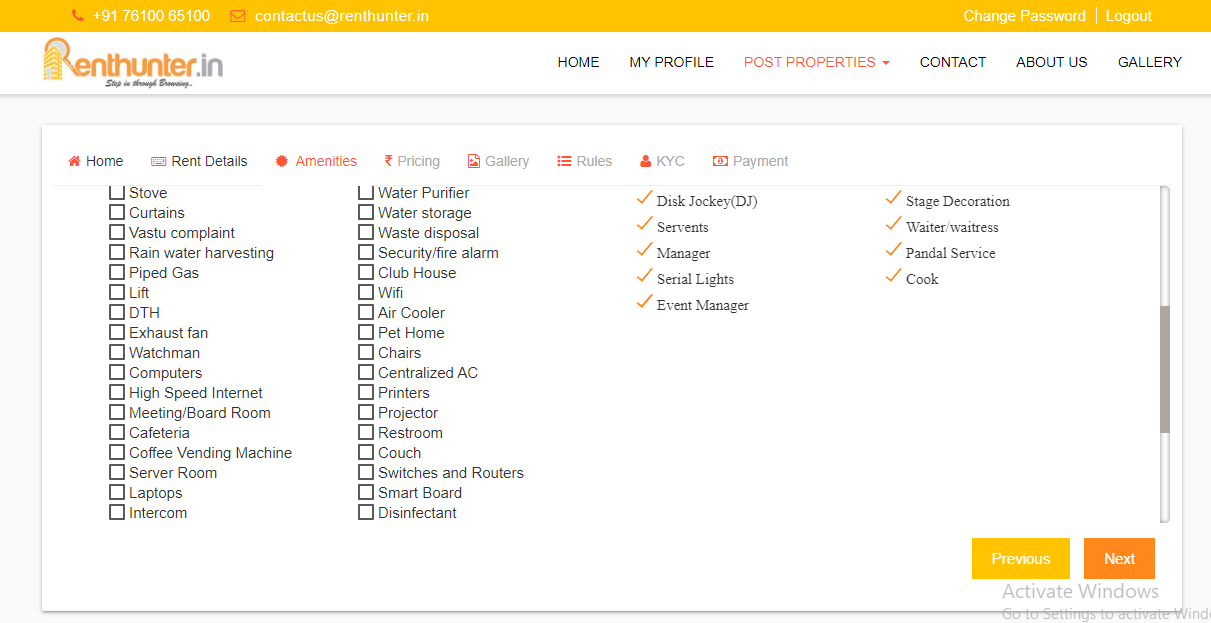 +91 76100 65100 contactus@renthunter.in Change Password Logout
Renthunter.in
Step in through Browsing..
HOME MY PROFILE POST PROPERTIES CONTACT ABOUT US GALLERY
Home Rent Details Amenities ₹ Pricing Gallery Rules KYC Payment
Stove Water Purifier Disk Jockey(DJ) Stage Decoration
Curtains Water storage Servents Waiter/waitress
Vastu complaint Waste disposal Manager Pandal Service
Rain water harvesting Security/fire alarm Serial Lights Cook
Piped Gas Club House Event Manager
Lift Wifi
DTH Air Cooler
Exhaust fan Pet Home
Watchman Chairs
Computers Centralized AC
High Speed Internet Printers
Meeting/Board Room Projector
Cafeteria Restroom
Coffee Vending Machine Couch
Server Room Switches and Routers
Laptops Smart Board
Intercom Disinfectant
Previous Next
Activate Windows
Go to Settings to activate Wind